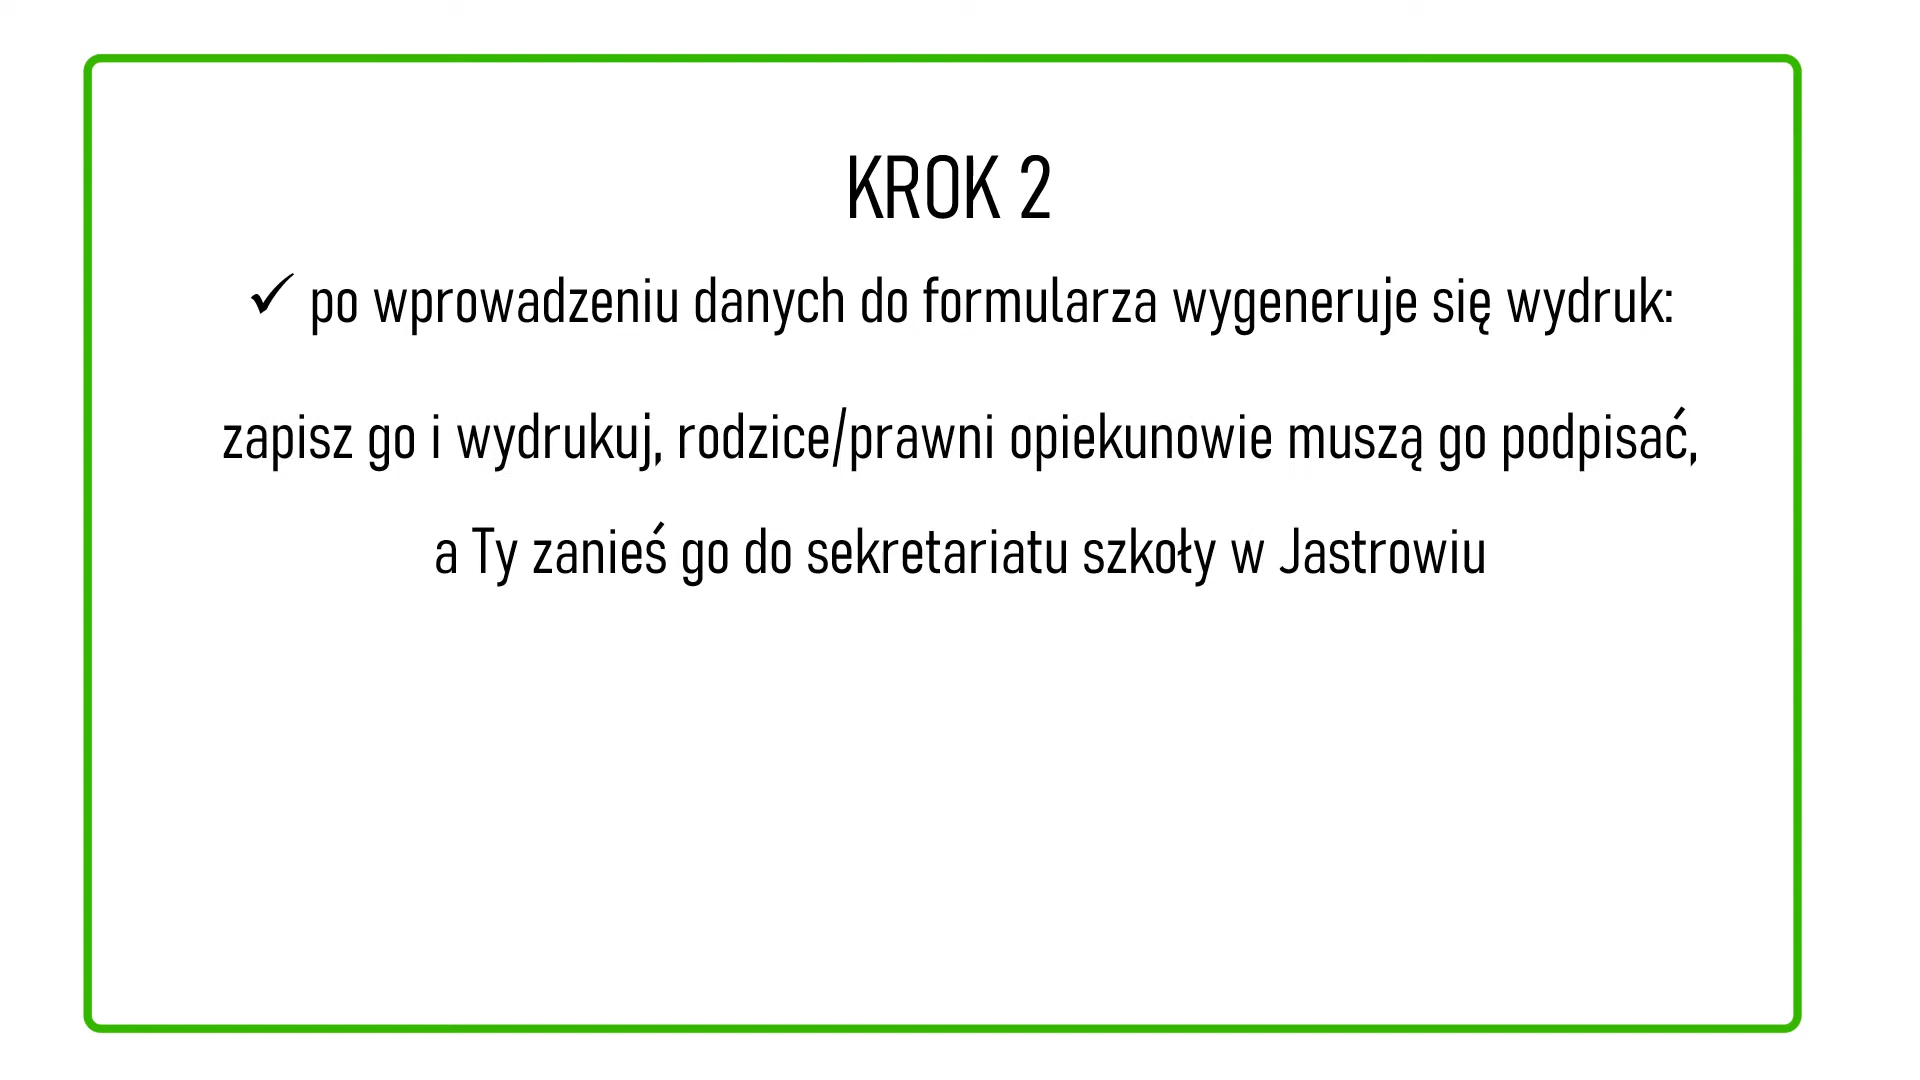 KROK 2
✓ po wprowadzeniu danych do formularza wygeneruje się wydruk:
zapisz go i wydrukuj, rodzice/prawni opiekunowie muszą go podpisać,
a Ty zanieś go do sekretariatu szkoły w Jastrowiu